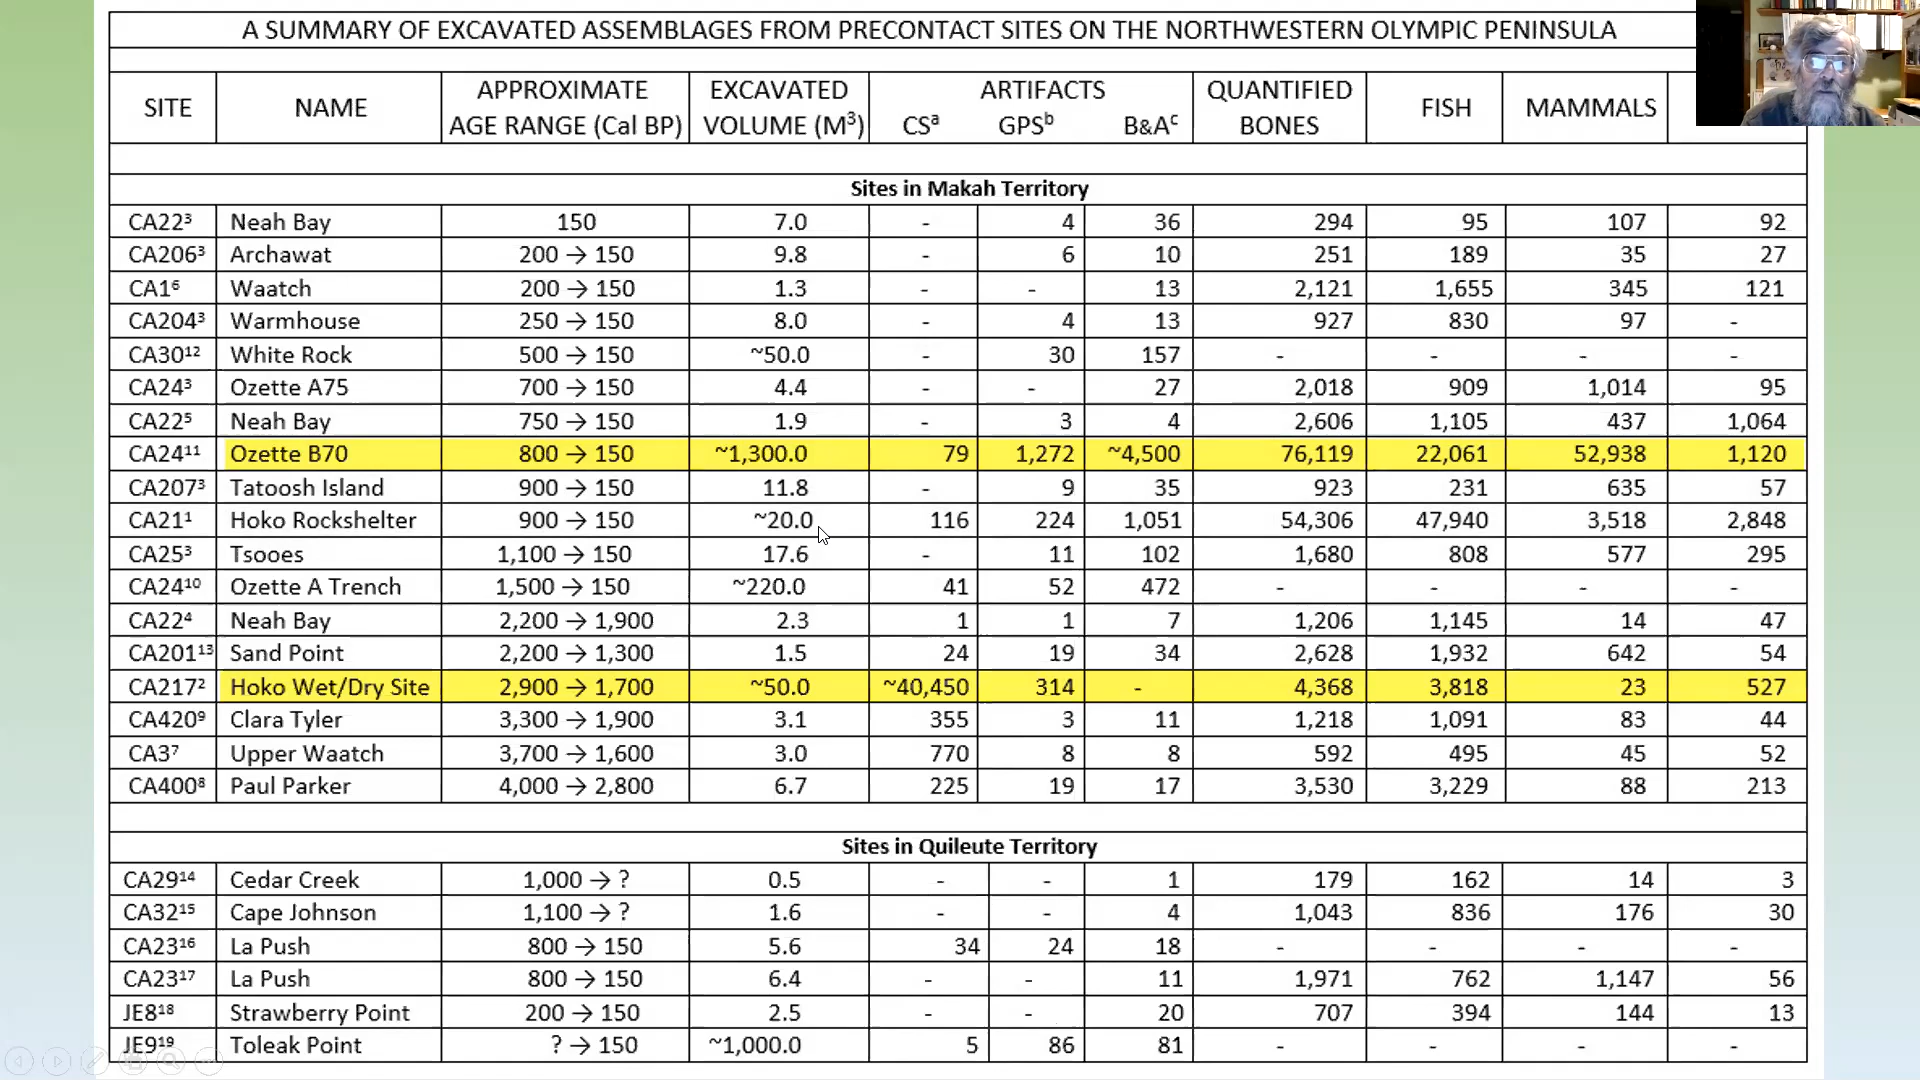 A SUMMARY OF EXCAVATED ASSEMBLAGES FROM PRECONTACT SITES ON THE NORTHWESTERN OLYMPIC PENINSULA
SITE NAME APPROXIMATE AGE RANGE (Cal BP) EXCAVATED VOLUME (M³) ARTIFACTS CSᵃ GPSᵇ B&Aᶜ QUANTIFIED BONES FISH MAMMALS
Sites in Makah Territory
CA22³ Neah Bay 150 7.0 - 4 36 294 95 107 92
CA206³ Archawat 200 → 150 9.8 - 6 10 251 189 35 27
CA1⁶ Waatch 200 → 150 1.3 - - 13 2,121 1,655 345 121
CA204³ Warmhouse 250 → 150 8.0 - 4 13 927 830 97 -
CA30¹² White Rock 500 → 150 ~50.0 - 30 157 - - - -
CA24³ Ozette A75 700 → 150 4.4 - - 27 2,018 909 1,014 95
CA22⁵ Neah Bay 750 → 150 1.9 - 3 4 2,606 1,105 437 1,064
CA24¹¹ Ozette B70 800 → 150 ~1,300.0 79 1,272 ~4,500 76,119 22,061 52,938 1,120
CA207³ Tatoosh Island 900 → 150 11.8 - 9 35 923 231 635 57
CA21¹ Hoko Rockshelter 900 → 150 ~20.0 116 224 1,051 54,306 47,940 3,518 2,848
CA25³ Tsooes 1,100 → 150 17.6 - 11 102 1,680 808 577 295
CA24¹⁰ Ozette A Trench 1,500 → 150 ~220.0 41 52 472 - - - -
CA22⁴ Neah Bay 2,200 → 1,900 2.3 1 1 7 1,206 1,145 14 47
CA201¹³ Sand Point 2,200 → 1,300 1.5 24 19 34 2,628 1,932 642 54
CA217² Hoko Wet/Dry Site 2,900 → 1,700 ~50.0 ~40,450 314 - 4,368 3,818 23 527
CA420⁹ Clara Tyler 3,300 → 1,900 3.1 355 3 11 1,218 1,091 83 44
CA3⁷ Upper Waatch 3,700 → 1,600 3.0 770 8 8 592 495 45 52
CA400⁸ Paul Parker 4,000 → 2,800 6.7 225 19 17 3,530 3,229 88 213
Sites in Quileute Territory
CA29¹⁴ Cedar Creek 1,000 → ? 0.5 - - 1 179 162 14 3
CA32¹⁵ Cape Johnson 1,100 → ? 1.6 - - 4 1,043 836 176 30
CA23¹⁶ La Push 800 → 150 5.6 34 24 18 - - - -
CA23¹⁷ La Push 800 → 150 6.4 - - 11 1,971 762 1,147 56
JE8¹⁸ Strawberry Point 200 → 150 2.5 - - 20 707 394 144 13
JE9¹⁹ Toleak Point ? → 150 ~1,000.0 5 86 81 - - - -